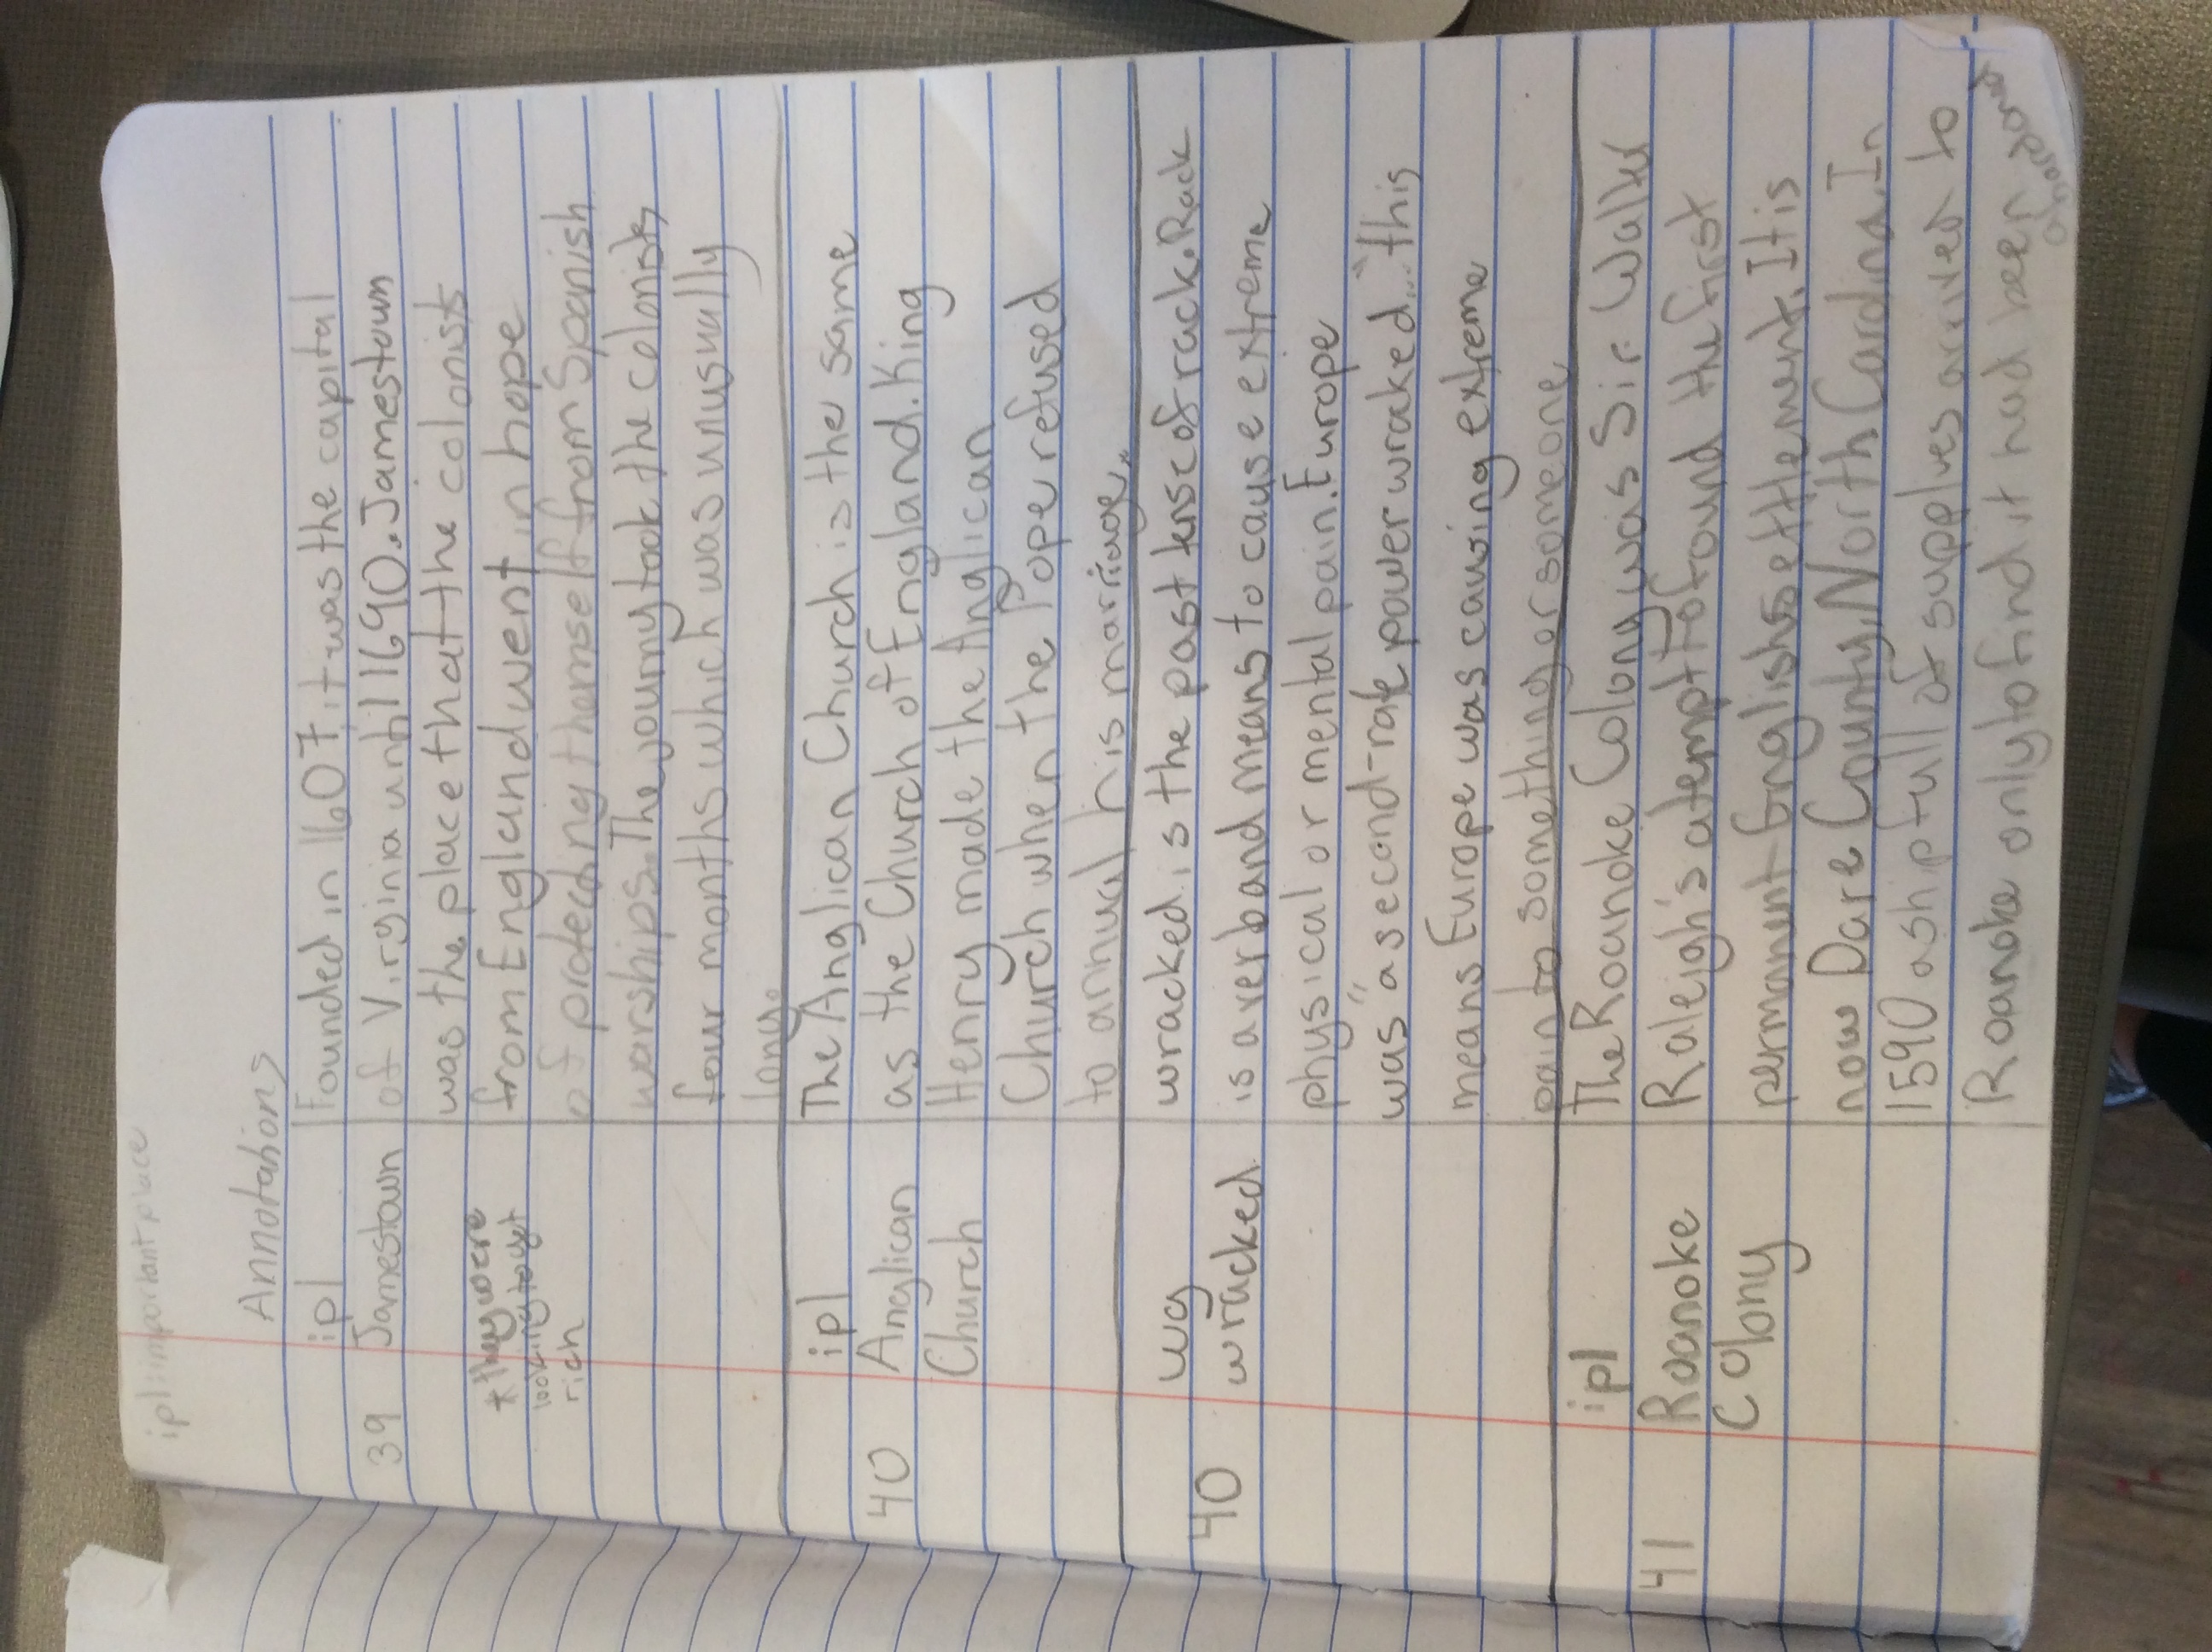 ipl: important place
Annotations
ipl
Founded in 1607, it was the capital
39 Jamestown
of Virginia until 1690. Jamestown
was the place that the colonists
* they were
looking to get
rich
from England went in hope
of protecting themself from Spanish
warships. The journy took the colonists
four months which was unusually
long.
ipl
The Anglican Church is the same
40 Anglican
as the Church of England. King
Church
Henry made the Anglican
Church when the Pope refused
to annual his marriage.
wg
wracked is the past tense of rack. Rack
40 wracked
is a verb and means to cause extreme
physical or mental pain. Europe
was "a second-rate power wracked..." this
means Europe was causing extreme
pain to something or someone
ipl
The Roanoke Colony was Sir Walter
41 Roanoke
Raleigh's atempt to found the first
Colony
permanent English settlement. It is
now Dare County, North Carolina. In
1590 a ship full of supplies arrived to
Roanoke only to find it had been
abandoned